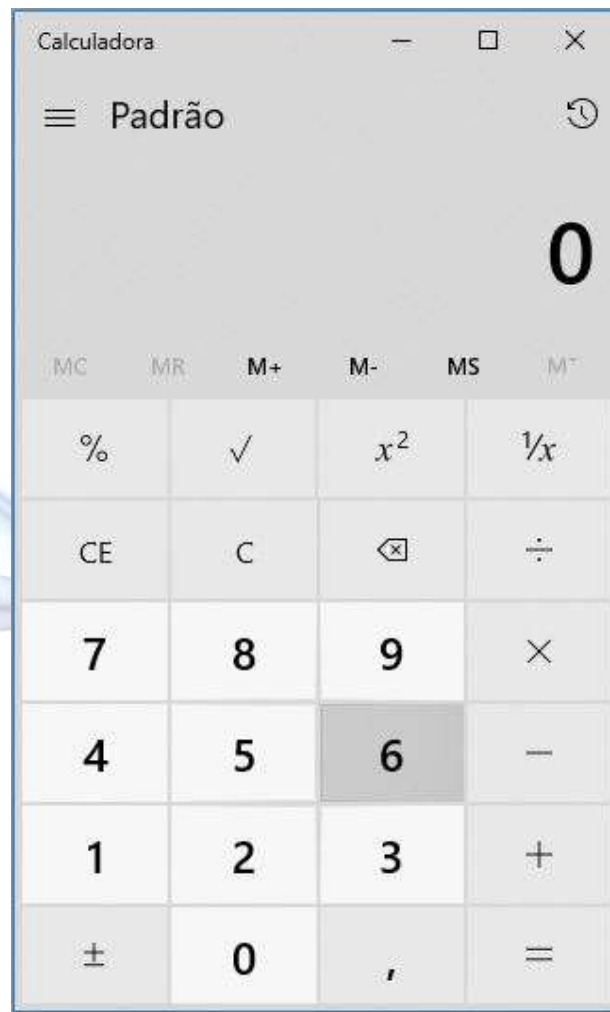 Calculadora
Padrão
0
MC MR M+ M- MS M˅
% √ x² ¹/x
CE C ⌫ ÷
7 8 9 ×
4 5 6 −
1 2 3 +
± 0 , =